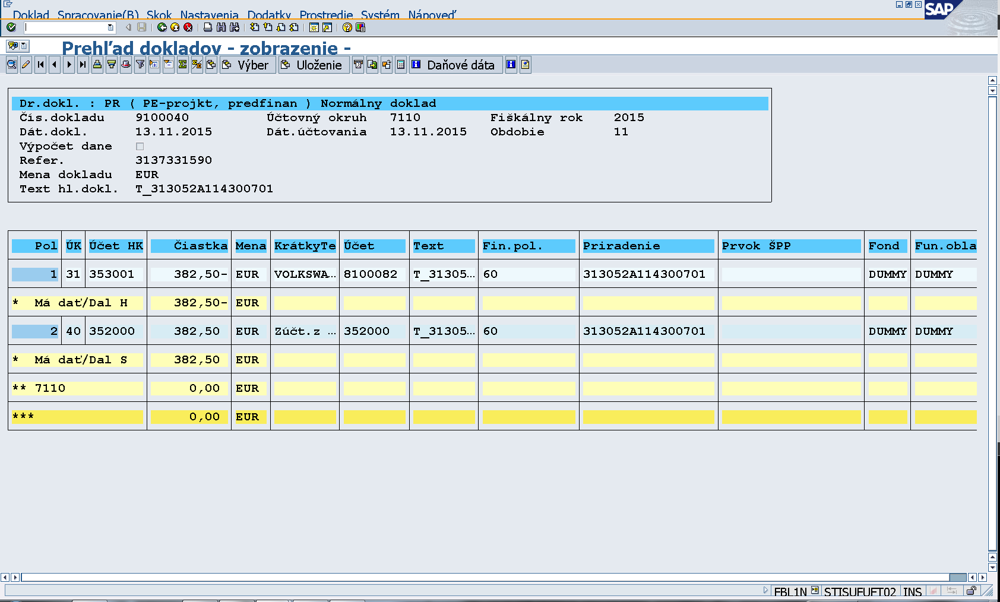 Doklad Spracovanie(B) Skok Nastavenia Dodatky Prostredie Systém Nápoveď
SAP
Prehľad dokladov - zobrazenie -
Výber Uloženie Daňové dáta
Dr.dokl. : PR ( PE-projkt, predfinan ) Normálny doklad
Čís.dokladu 9100040 Účtovný okruh 7110 Fiškálny rok 2015
Dát.dokl. 13.11.2015 Dát.účtovania 13.11.2015 Obdobie 11
Výpočet dane
Refer. 3137331590
Mena dokladu EUR
Text hl.dokl. T_313052A114300701
Pol ÚK Účet HK Čiastka Mena KrátkyTe Účet Text Fin.pol. Priradenie Prvok ŠPP Fond Fun.obla
1 31 353001 382,50- EUR VOLKSWA… 8100082 T_31305… 60 313052A114300701 DUMMY DUMMY
* Má dať/Dal H 382,50- EUR
2 40 352000 382,50 EUR Zúčt.z … 352000 T_31305… 60 313052A114300701 DUMMY DUMMY
* Má dať/Dal S 382,50 EUR
** 7110 0,00 EUR
*** 0,00 EUR
FBL1N STISUFUFT02 INS